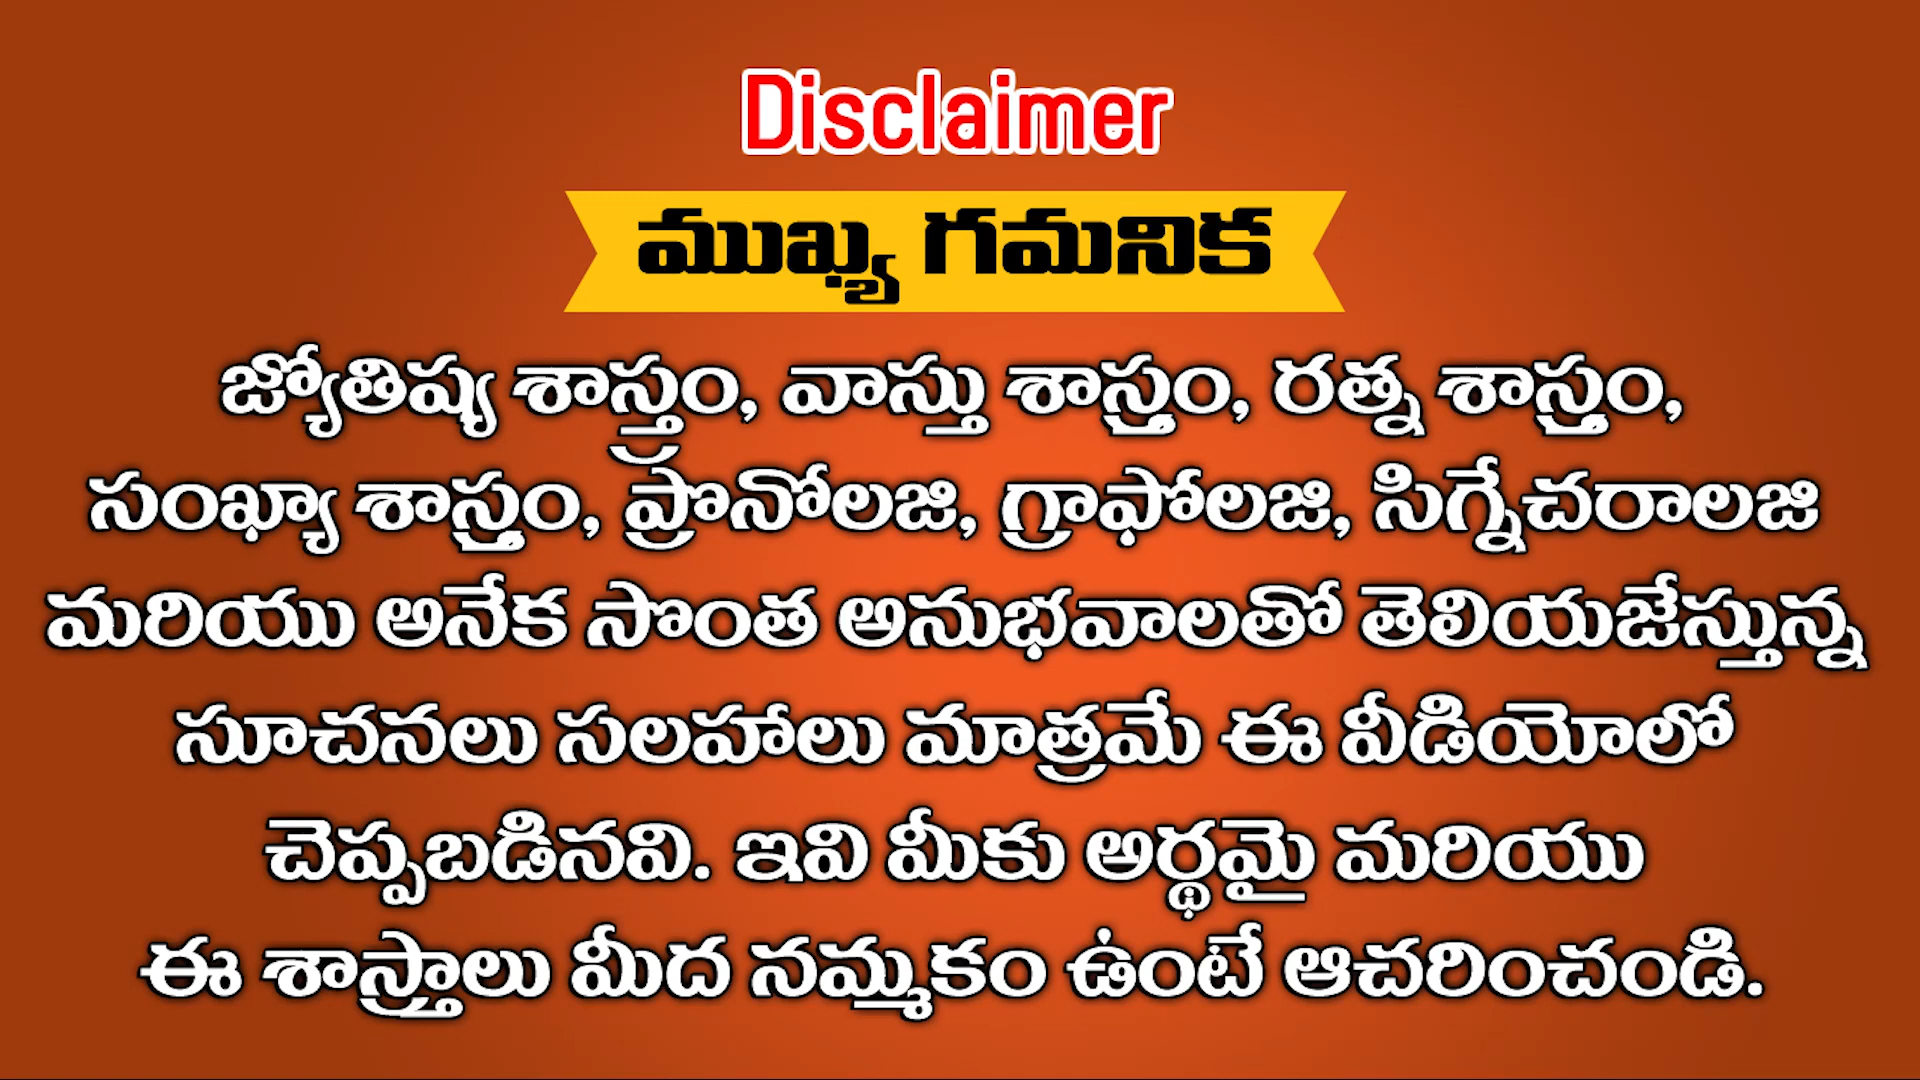 Disclaimer
ముఖ్య గమనిక
జ్యోతిష్య శాస్త్రం, వాస్తు శాస్త్రం, రత్న శాస్త్రం,
సంఖ్యా శాస్త్రం, ప్రొనోలజి, గ్రాఫోలజి, సిగ్నేచరాలజి
మరియు అనేక సొంత అనుభవాలతో తెలియజేస్తున్న
సూచనలు సలహాలు మాత్రమే ఈ వీడియోలో
చెప్పబడినవి. ఇవి మీకు అర్థమై మరియు
ఈ శాస్త్రాలు మీద నమ్మకం ఉంటే ఆచరించండి.